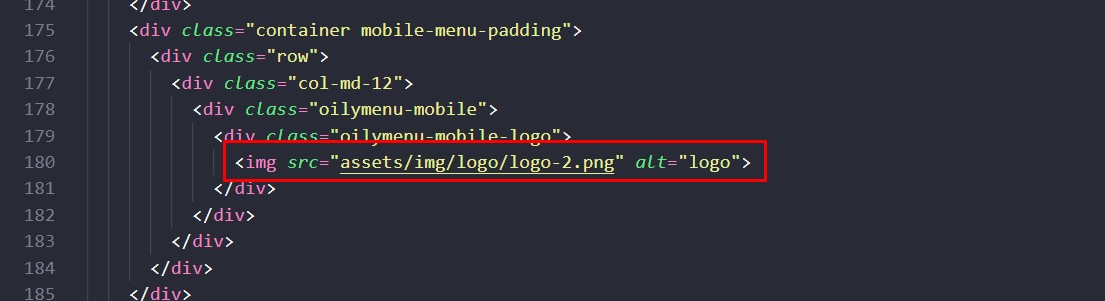 174 </div>
175 <div class="container mobile-menu-padding">
176 <div class="row">
177 <div class="col-md-12">
178 <div class="oilymenu-mobile">
179 <div class="oilymenu-mobile-logo">
180 <img src="assets/img/logo/logo-2.png" alt="logo">
181 </div>
182 </div>
183 </div>
184 </div>
185 </div>